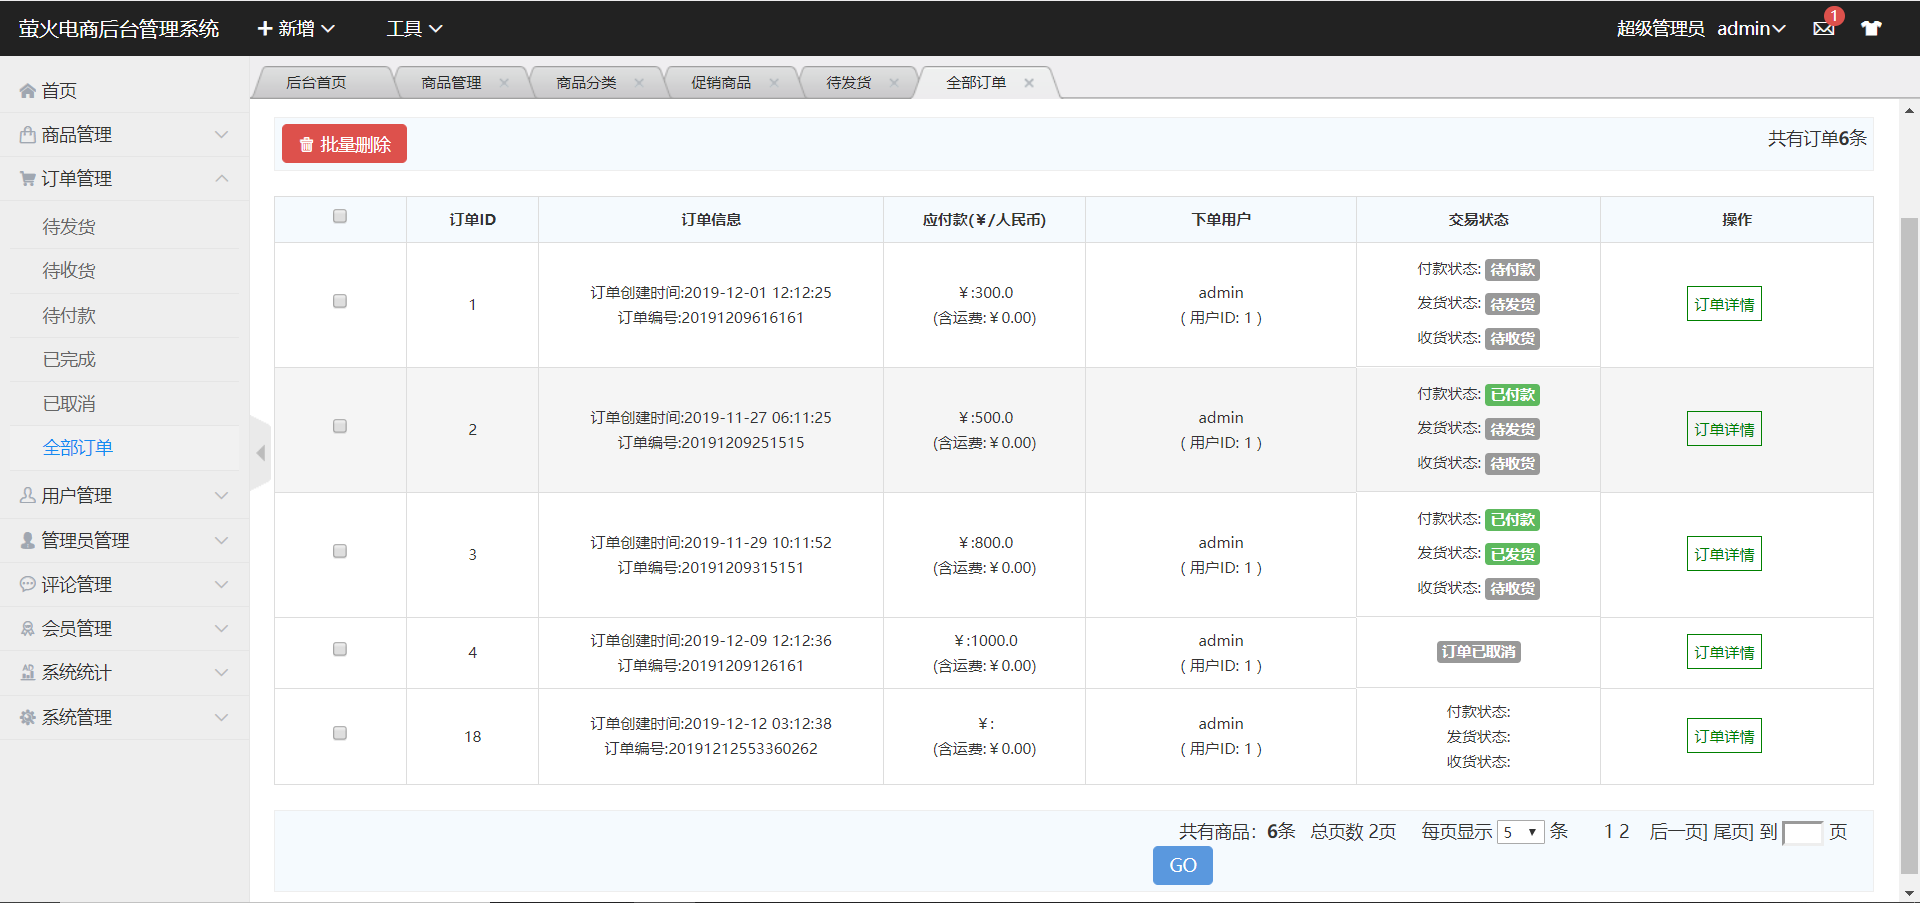 萤火电商后台管理系统 新增 工具 超级管理员 admin 1
后台首页 商品管理 商品分类 促销商品 待发货 全部订单
首页
商品管理
订单管理
待发货
待收货
待付款
已完成
已取消
全部订单
用户管理
管理员管理
评论管理
会员管理
系统统计
系统管理
批量删除 共有订单6条
订单ID 订单信息 应付款(¥/人民币) 下单用户 交易状态 操作
1 订单创建时间:2019-12-01 12:12:25 ¥:300.0 admin 付款状态: 待付款 订单详情
订单编号:20191209616161 (含运费:¥0.00) ( 用户ID: 1 ) 发货状态: 待发货
收货状态: 待收货
2 订单创建时间:2019-11-27 06:11:25 ¥:500.0 admin 付款状态: 已付款 订单详情
订单编号:20191209251515 (含运费:¥0.00) ( 用户ID: 1 ) 发货状态: 待发货
收货状态: 待收货
3 订单创建时间:2019-11-29 10:11:52 ¥:800.0 admin 付款状态: 已付款 订单详情
订单编号:20191209315151 (含运费:¥0.00) ( 用户ID: 1 ) 发货状态: 已发货
收货状态: 待收货
4 订单创建时间:2019-12-09 12:12:36 ¥:1000.0 admin 订单已取消 订单详情
订单编号:20191209126161 (含运费:¥0.00) ( 用户ID: 1 )
18 订单创建时间:2019-12-12 03:12:38 ¥: admin 付款状态: 订单详情
订单编号:20191212553360262 (含运费:¥0.00) ( 用户ID: 1 ) 发货状态:
收货状态:
共有商品：6条 总页数 2页 每页显示 5 条 1 2 后一页] 尾页] 到 页
GO